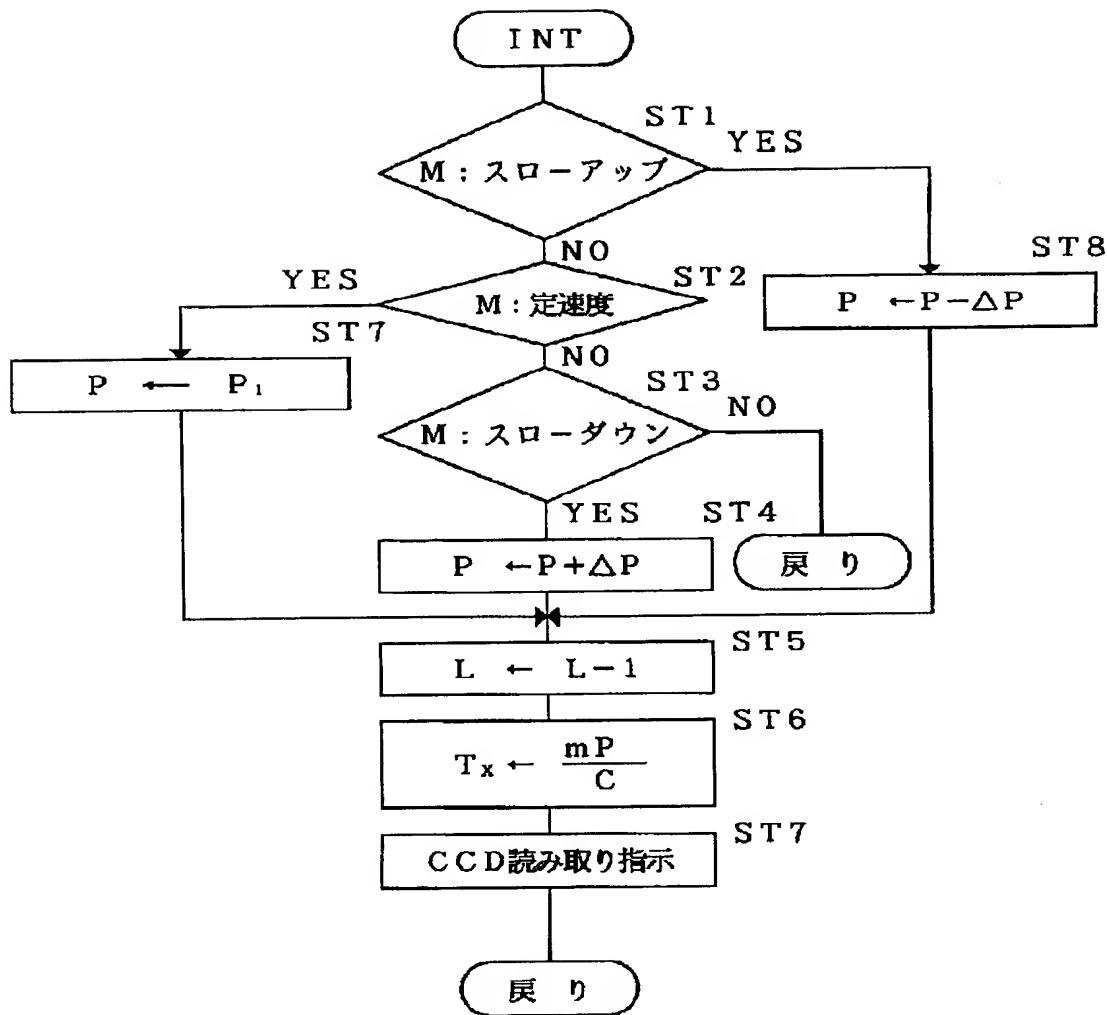 INT
ST1
YES
M:スローアップ
NO
ST8
YES
ST2
P ←P−△P
M:定速度
ST7
NO
P ← P₁
ST3
NO
M:スローダウン
YES
ST4
P ←P+△P
戻 り
ST5
L ← L−1
ST6
Tₓ← mP/C
ST7
CCD読み取り指示
戻 り